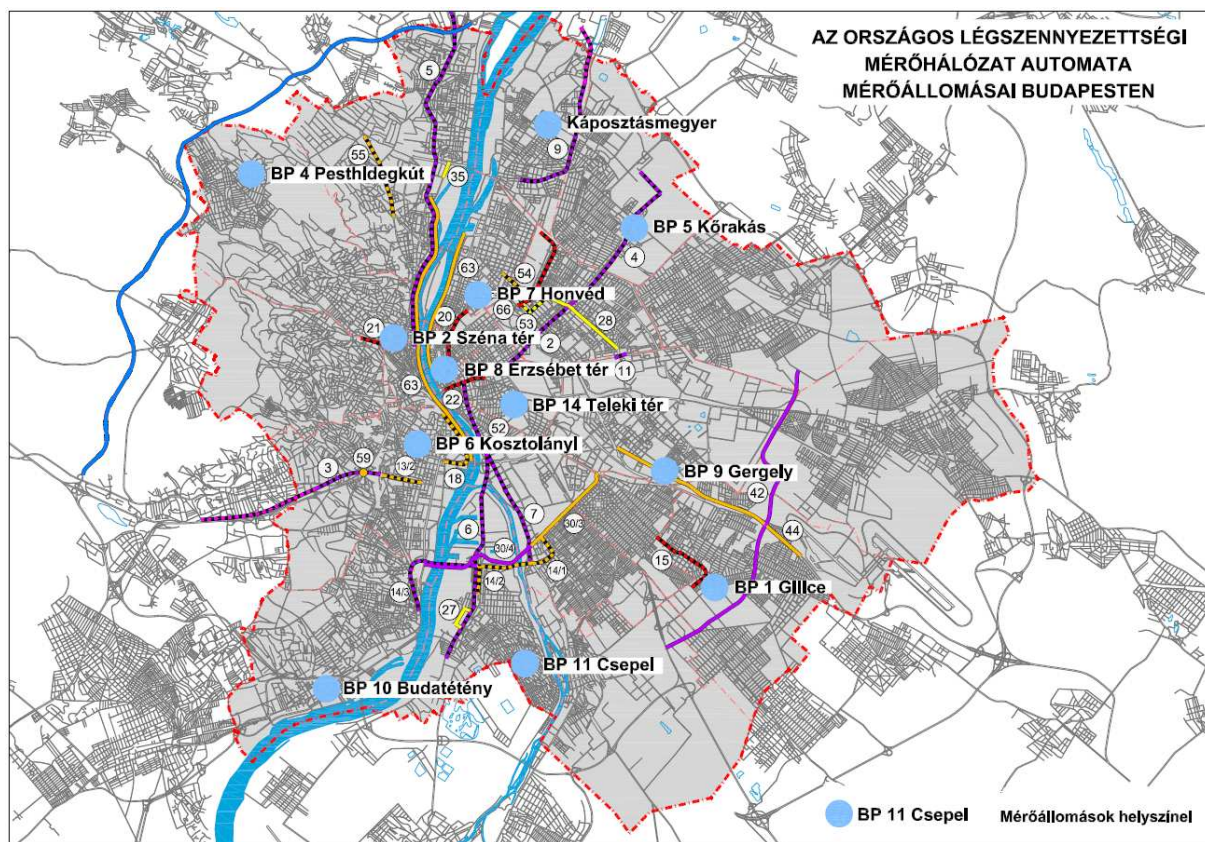 AZ ORSZÁGOS LÉGSZENNYEZETTSÉGI
MÉRŐHÁLÓZAT AUTOMATA
MÉRŐÁLLOMÁSAI BUDAPESTEN
5
Káposztásmegyer
9
55
BP 4 Pesthidegkút
35
BP 5 Kőrakás
4
63
54
BP 7 Honvéd
66
53
28
20
2
21
BP 2 Széna tér
11
BP 8 Erzsébet tér
63
22
BP 14 Teleki tér
52
BP 6 Kosztolányi
59
3
13/2
18
BP 9 Gergely
42
44
6
7
30/3
30/4
15
14/1
14/2
14/3
BP 1 Gilice
27
BP 11 Csepel
BP 10 Budatétény
BP 11 Csepel
Mérőállomások helyszínei